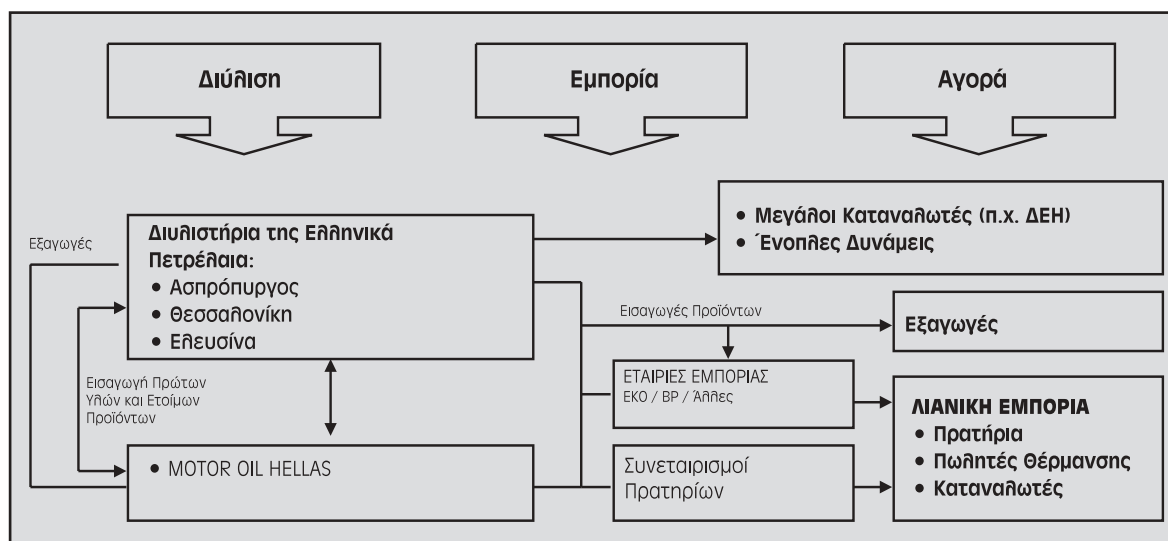 Διύλιση
Εμπορία
Αγορά
Εξαγωγές
Διυλιστήρια της Ελληνικά
Πετρέλαια:
• Ασπρόπυργος
• Θεσσαλονίκη
• Ελευσίνα
• Μεγάλοι Καταναλωτές (π.χ. ΔΕΗ)
• Ένοπλες Δυνάμεις
Εισαγωγές Προϊόντων
Εξαγωγές
Εισαγωγή Πρώτων
Υλών και Ετοίμων
Προϊόντων
ΕΤΑΙΡΙΕΣ ΕΜΠΟΡΙΑΣ
ΕΚΟ / BP / Άλλες
ΛΙΑΝΙΚΗ ΕΜΠΟΡΙΑ
• Πρατήρια
• Πωλητές Θέρμανσης
• Καταναλωτές
• MOTOR OIL HELLAS
Συνεταιρισμοί
Πρατηρίων